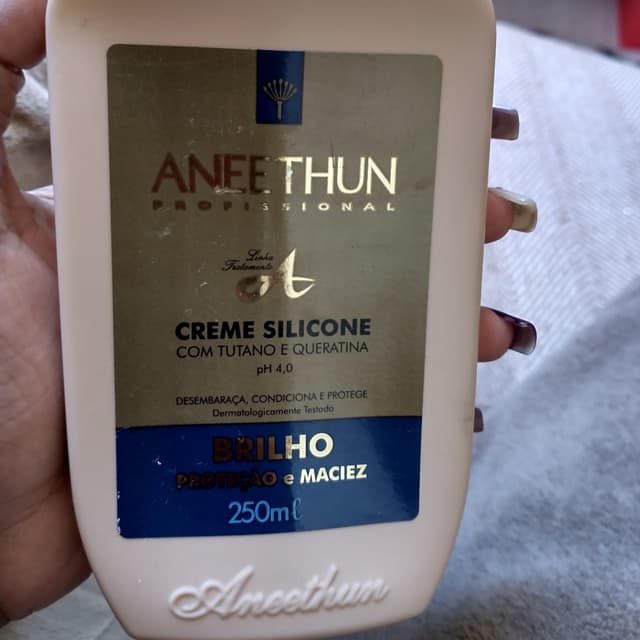 ANEETHUN
PROFISSIONAL
Linha
Tratamento A
CREME SILICONE
COM TUTANO E QUERATINA
pH 4,0
DESEMBARAÇA, CONDICIONA E PROTEGE
Dermatologicamente Testado
BRILHO
PROTEÇÃO e MACIEZ
250ml
Aneethun